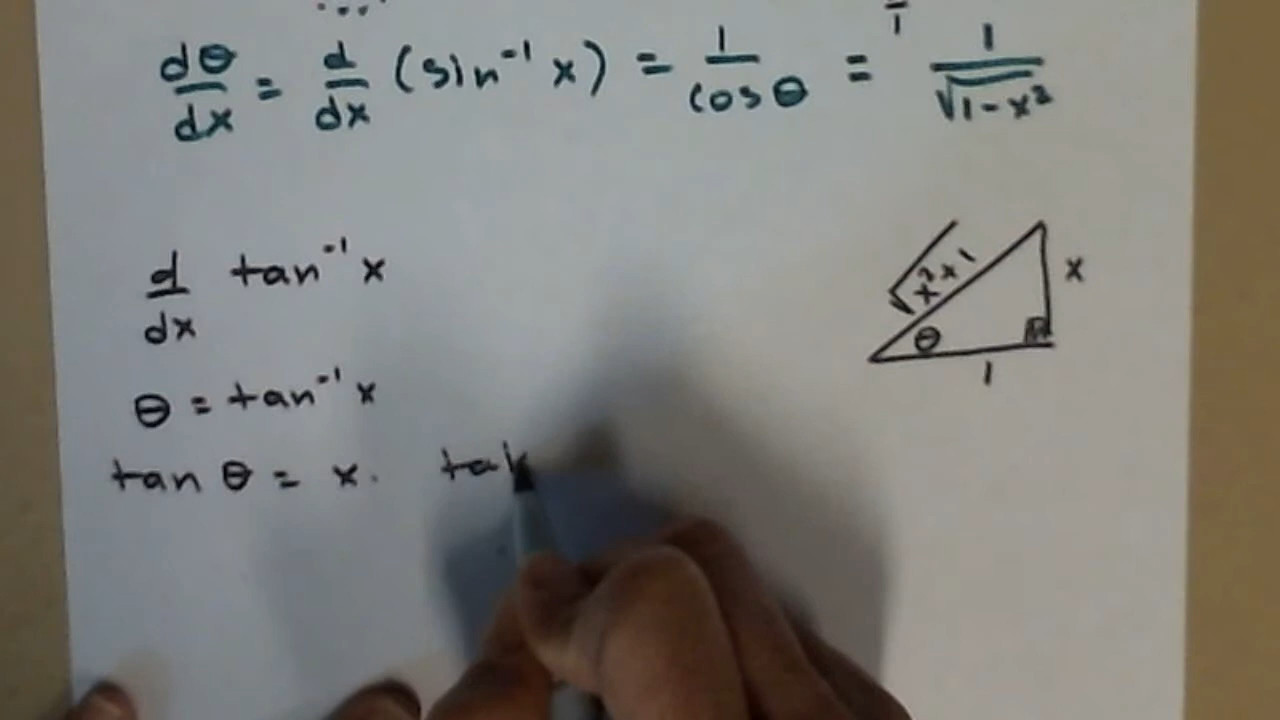 dθ/dx = d/dx (sin⁻¹ x) = 1/cos θ = 1/√1-x²
d/dx tan⁻¹ x
√x²+1
x
θ
1
θ = tan⁻¹ x
tan θ = x. tak